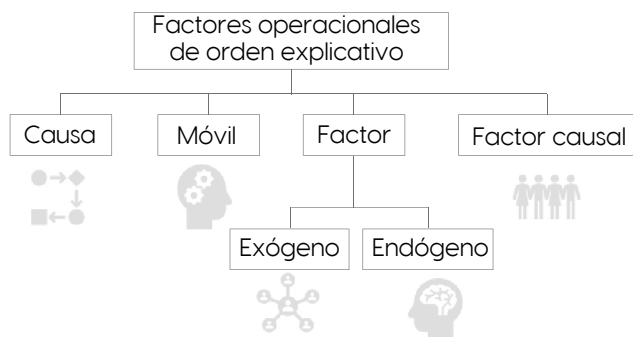 Factores operacionales
de orden explicativo
Causa
Móvil
Factor
Factor causal
Exógeno
Endógeno